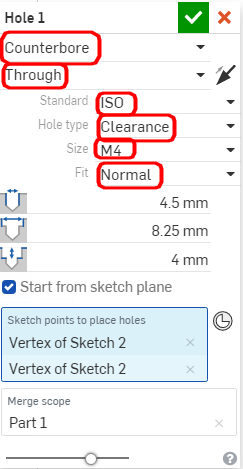 Hole 1
Counterbore
Through
Standard ISO
Hole type Clearance
Size M4
Fit Normal
4.5 mm
8.25 mm
4 mm
Start from sketch plane
Sketch points to place holes
Vertex of Sketch 2 ×
Vertex of Sketch 2 ×
Merge scope
Part 1 ×
?